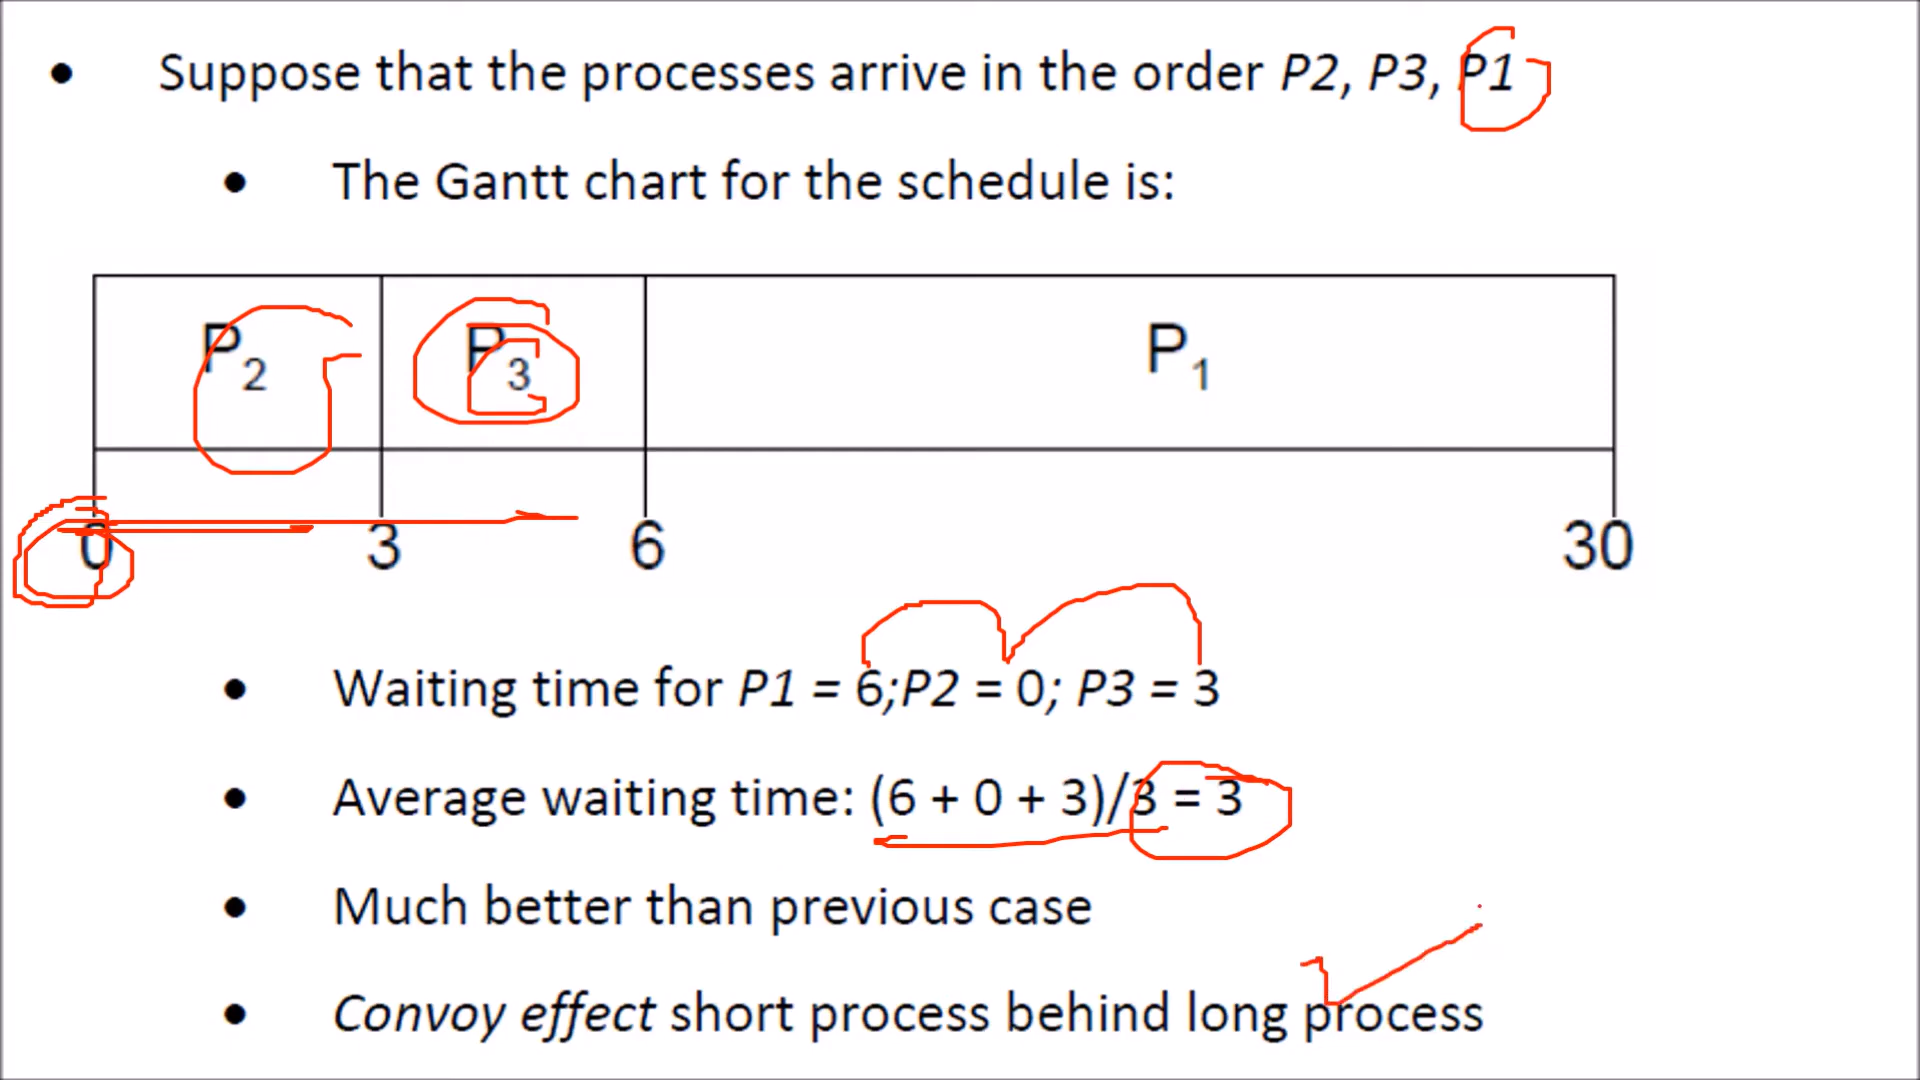 • Suppose that the processes arrive in the order P2, P3, P1
• The Gantt chart for the schedule is:
P2 P3 P1
0 3 6 30
• Waiting time for P1 = 6;P2 = 0; P3 = 3
• Average waiting time: (6 + 0 + 3)/3 = 3
• Much better than previous case
• Convoy effect short process behind long process